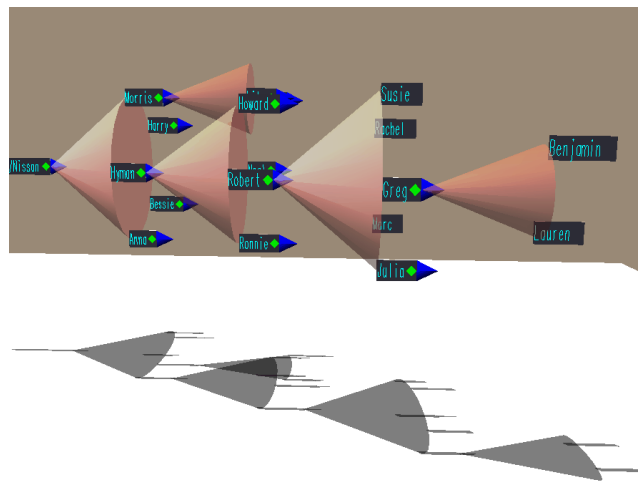 /Nissan
Morris
Harry
Hyman
Bessie
Anna
Howard
Robert
Ronnie
Susie
Rachel
Greg
Marc
Julia
Benjamin
Lauren